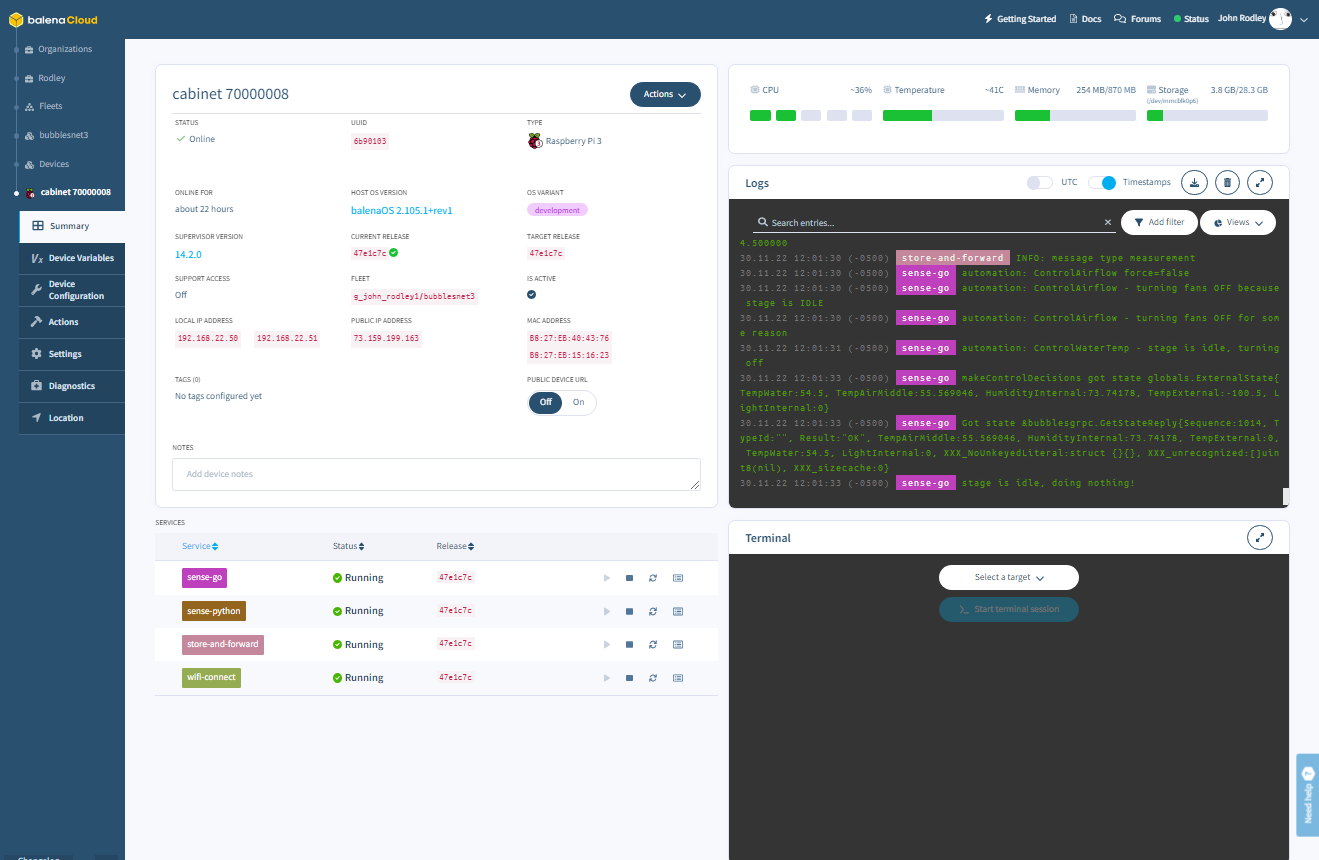 balenaCloud
Getting Started Docs Forums Status John Rodley
Organizations
Rodley
Fleets
bubblesnet3
Devices
cabinet 70000008
Summary
Device Variables
Device
Configuration
Actions
Settings
Diagnostics
Location
cabinet 70000008
Actions
STATUS UUID TYPE
Online 6b90103 Raspberry Pi 3
ONLINE FOR HOST OS VERSION OS VARIANT
about 22 hours balenaOS 2.105.1+rev1 development
SUPERVISOR VERSION CURRENT RELEASE TARGET RELEASE
14.2.0 47e1c7c 47e1c7c
SUPPORT ACCESS FLEET IS ACTIVE
Off g_john_rodley1/bubblesnet3
LOCAL IP ADDRESS PUBLIC IP ADDRESS MAC ADDRESS
192.168.22.50 192.168.22.51 73.159.199.163 B8:27:EB:40:43:76
B8:27:EB:15:16:23
TAGS (0) PUBLIC DEVICE URL
No tags configured yet Off On
NOTES
Add device notes
SERVICES
Service Status Release
sense-go Running 47e1c7c
sense-python Running 47e1c7c
store-and-forward Running 47e1c7c
wifi-connect Running 47e1c7c
CPU ~36% Temperature ~41C Memory 254 MB/870 MB Storage 3.8 GB/28.3 GB
(/dev/mmcblk0p6)
Logs UTC Timestamps
Search entries... Add filter Views
4.500000
30.11.22 12:01:30 (-0500) store-and-forward INFO: message type measurement
30.11.22 12:01:30 (-0500) sense-go automation: ControlAirflow force=false
30.11.22 12:01:30 (-0500) sense-go automation: ControlAirflow - turning fans OFF because
stage is IDLE
30.11.22 12:01:30 (-0500) sense-go automation: ControlAirflow - turning fans OFF for som
e reason
30.11.22 12:01:31 (-0500) sense-go automation: ControlWaterTemp - stage is idle, turning
off
30.11.22 12:01:33 (-0500) sense-go makeControlDecisions got state globals.ExternalState{
TempWater:54.5, TempAirMiddle:55.569046, HumidityInternal:73.74178, TempExternal:-100.5, L
ightInternal:0}
30.11.22 12:01:33 (-0500) sense-go Got state &bubblesgrpc.GetStateReply{Sequence:1014, T
ypeId:"", Result:"OK", TempAirMiddle:55.569046, HumidityInternal:73.74178, TempExternal:0,
TempWater:54.5, LightInternal:0, XXX_NoUnkeyedLiteral:struct {}{}, XXX_unrecognized:[]uin
t8(nil), XXX_sizecache:0}
30.11.22 12:01:33 (-0500) sense-go stage is idle, doing nothing!
Terminal
Select a target
Start terminal session
Need help ?